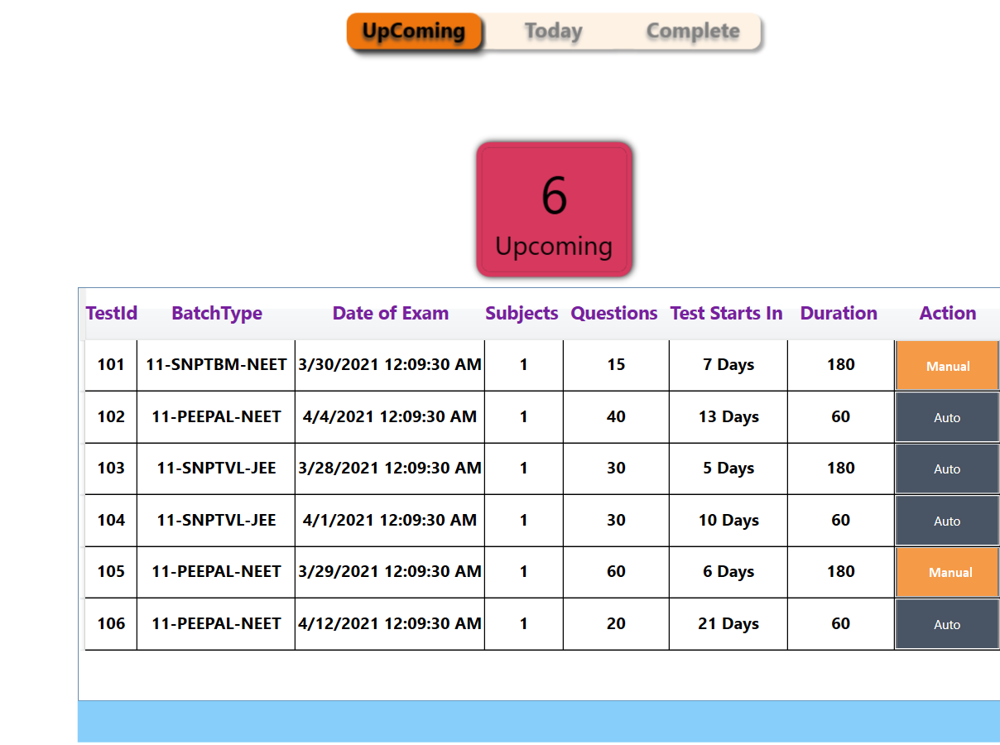 UpComing Today Complete
6
Upcoming
TestId BatchType Date of Exam Subjects Questions Test Starts In Duration Action
101 11-SNPTBM-NEET 3/30/2021 12:09:30 AM 1 15 7 Days 180 Manual
102 11-PEEPAL-NEET 4/4/2021 12:09:30 AM 1 40 13 Days 60 Auto
103 11-SNPTVL-JEE 3/28/2021 12:09:30 AM 1 30 5 Days 180 Auto
104 11-SNPTVL-JEE 4/1/2021 12:09:30 AM 1 30 10 Days 60 Auto
105 11-PEEPAL-NEET 3/29/2021 12:09:30 AM 1 60 6 Days 180 Manual
106 11-PEEPAL-NEET 4/12/2021 12:09:30 AM 1 20 21 Days 60 Auto